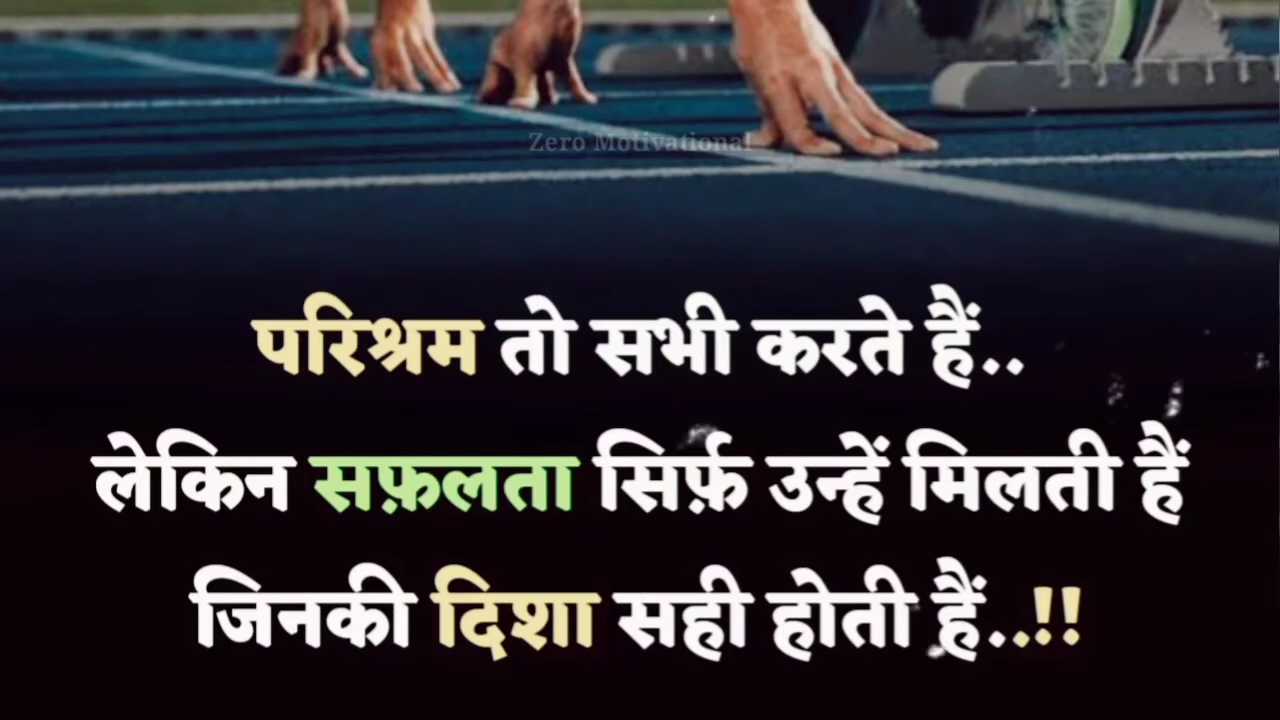 Zero Motivational
परिश्रम तो सभी करते हैं..
लेकिन सफ़लता सिर्फ़ उन्हें मिलती हैं
जिनकी दिशा सही होती हैं..!!